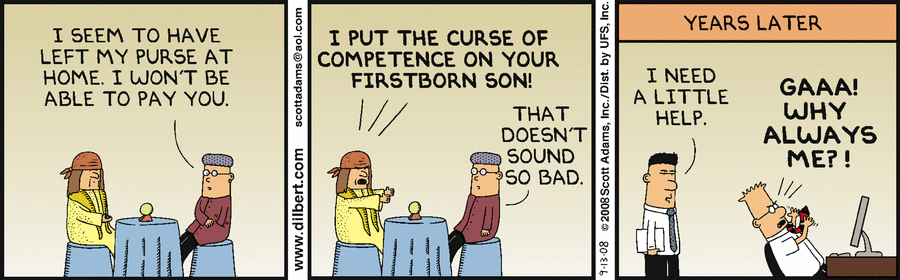 I SEEM TO HAVE
LEFT MY PURSE AT
HOME. I WON'T BE
ABLE TO PAY YOU.
www.dilbert.com scottadams@aol.com
I PUT THE CURSE OF
COMPETENCE ON YOUR
FIRSTBORN SON!
THAT
DOESN'T
SOUND
SO BAD.
9-13-08 ©2008 Scott Adams, Inc./Dist. by UFS, Inc.
YEARS LATER
I NEED
A LITTLE
HELP.
GAAA!
WHY
ALWAYS
ME?!